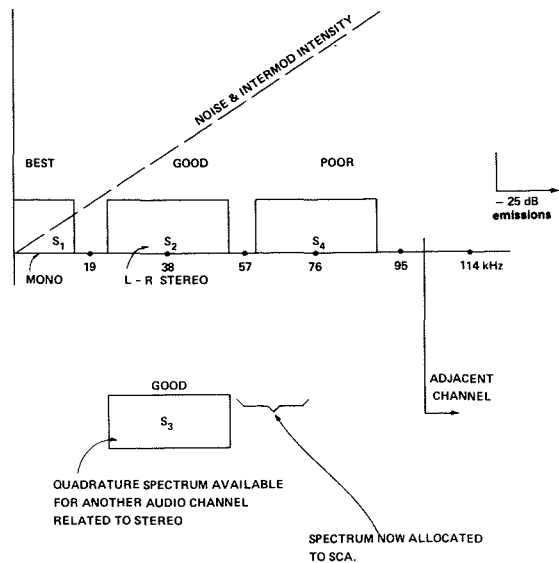 NOISE & INTERMOD INTENSITY
BEST
GOOD
POOR
– 25 dB
emissions
S1
S2
S4
MONO
19
L – R STEREO
38
57
76
95
114 kHz
ADJACENT
CHANNEL
GOOD
S3
QUADRATURE SPECTRUM AVAILABLE
FOR ANOTHER AUDIO CHANNEL
RELATED TO STEREO
SPECTRUM NOW ALLOCATED
TO SCA.